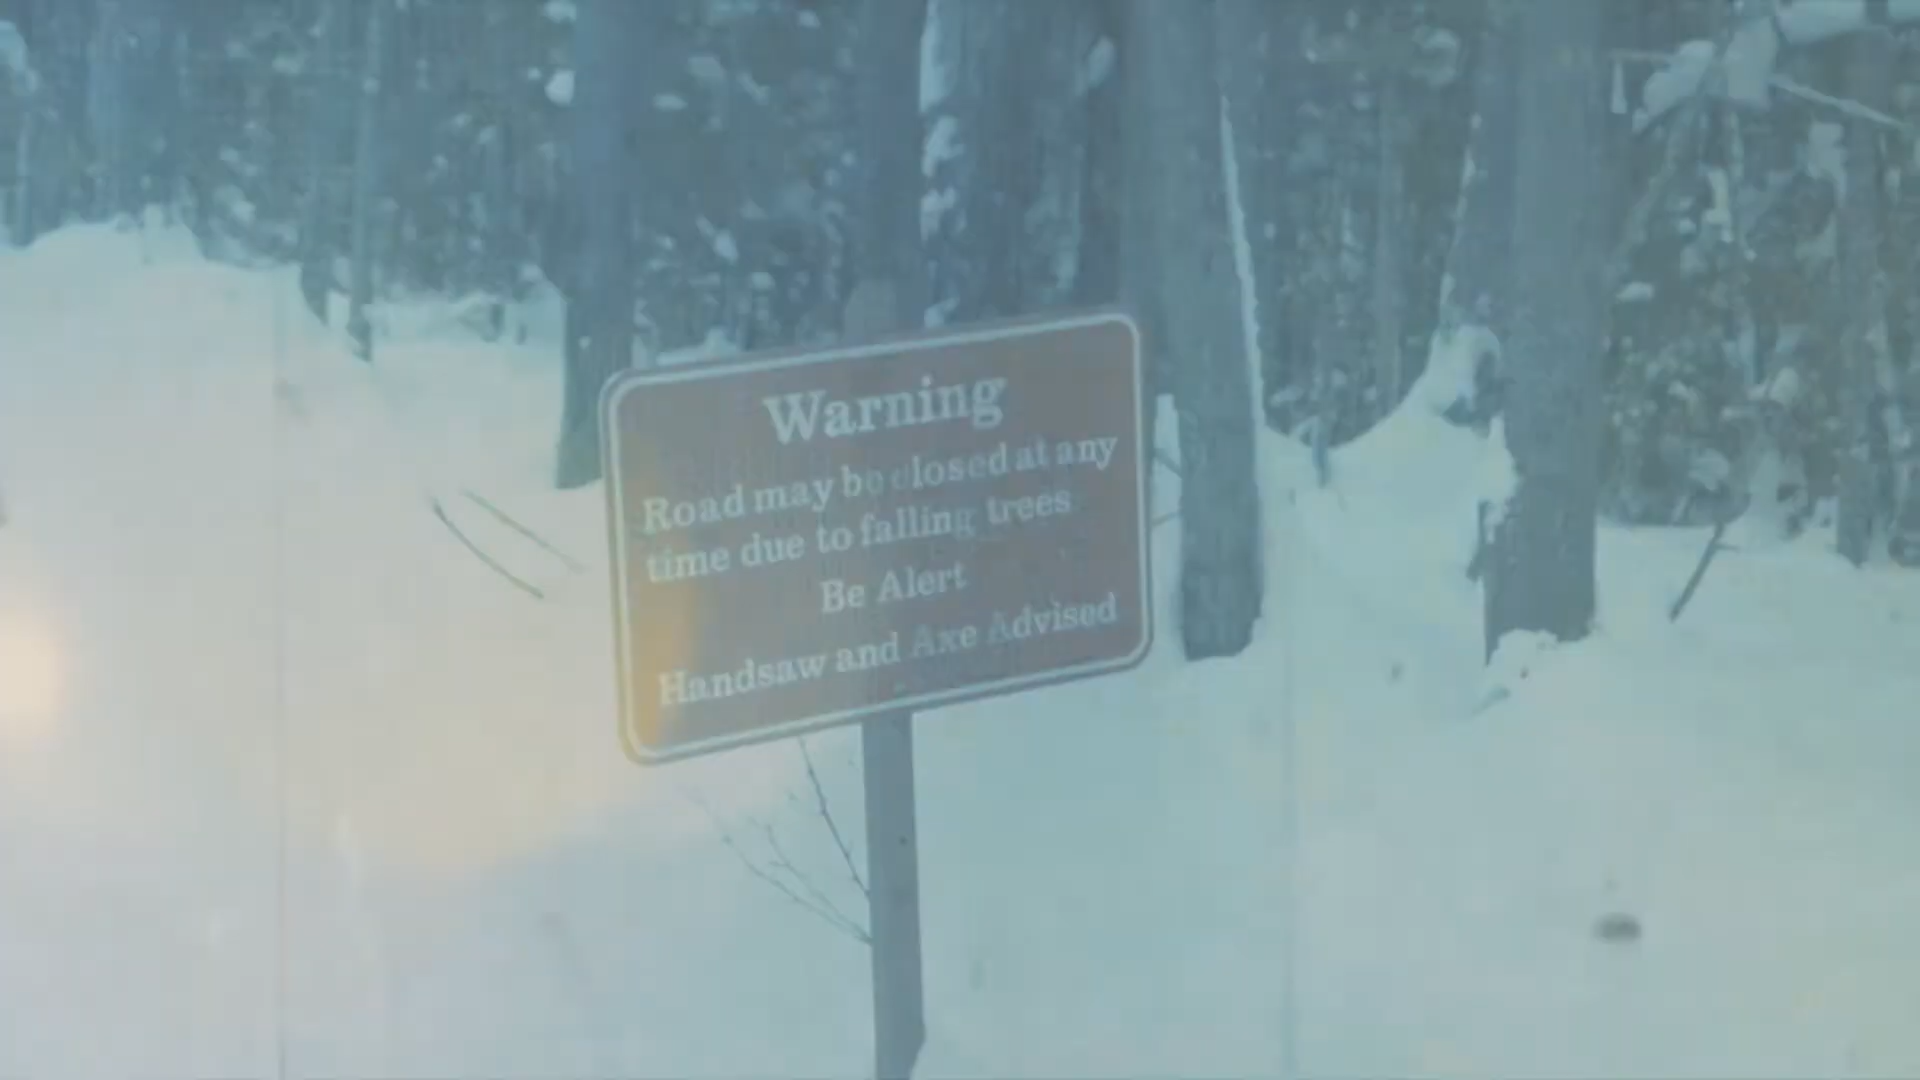 Warning
Road may be closed at any
time due to falling trees
Be Alert
Handsaw and Axe Advised